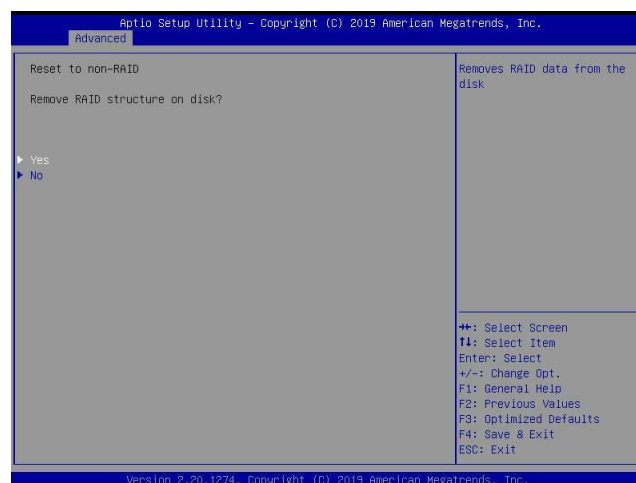 Aptio Setup Utility – Copyright (C) 2019 American Megatrends, Inc.
Advanced
Reset to non-RAID
Remove RAID structure on disk?
Yes
No
Removes RAID data from the
disk
→←: Select Screen
↑↓: Select Item
Enter: Select
+/-: Change Opt.
F1: General Help
F2: Previous Values
F3: Optimized Defaults
F4: Save & Exit
ESC: Exit
Version 2.20.1274. Copyright (C) 2019 American Megatrends, Inc.